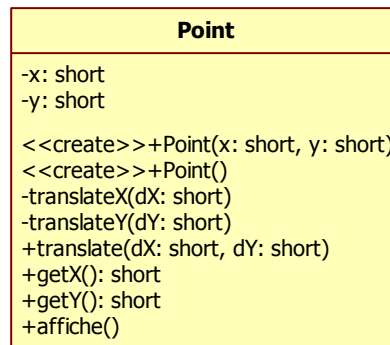 Point
-x: short
-y: short
<<create>>+Point(x: short, y: short)
<<create>>+Point()
-translateX(dX: short)
-translateY(dY: short)
+translate(dX: short, dY: short)
+getX(): short
+getY(): short
+affiche()